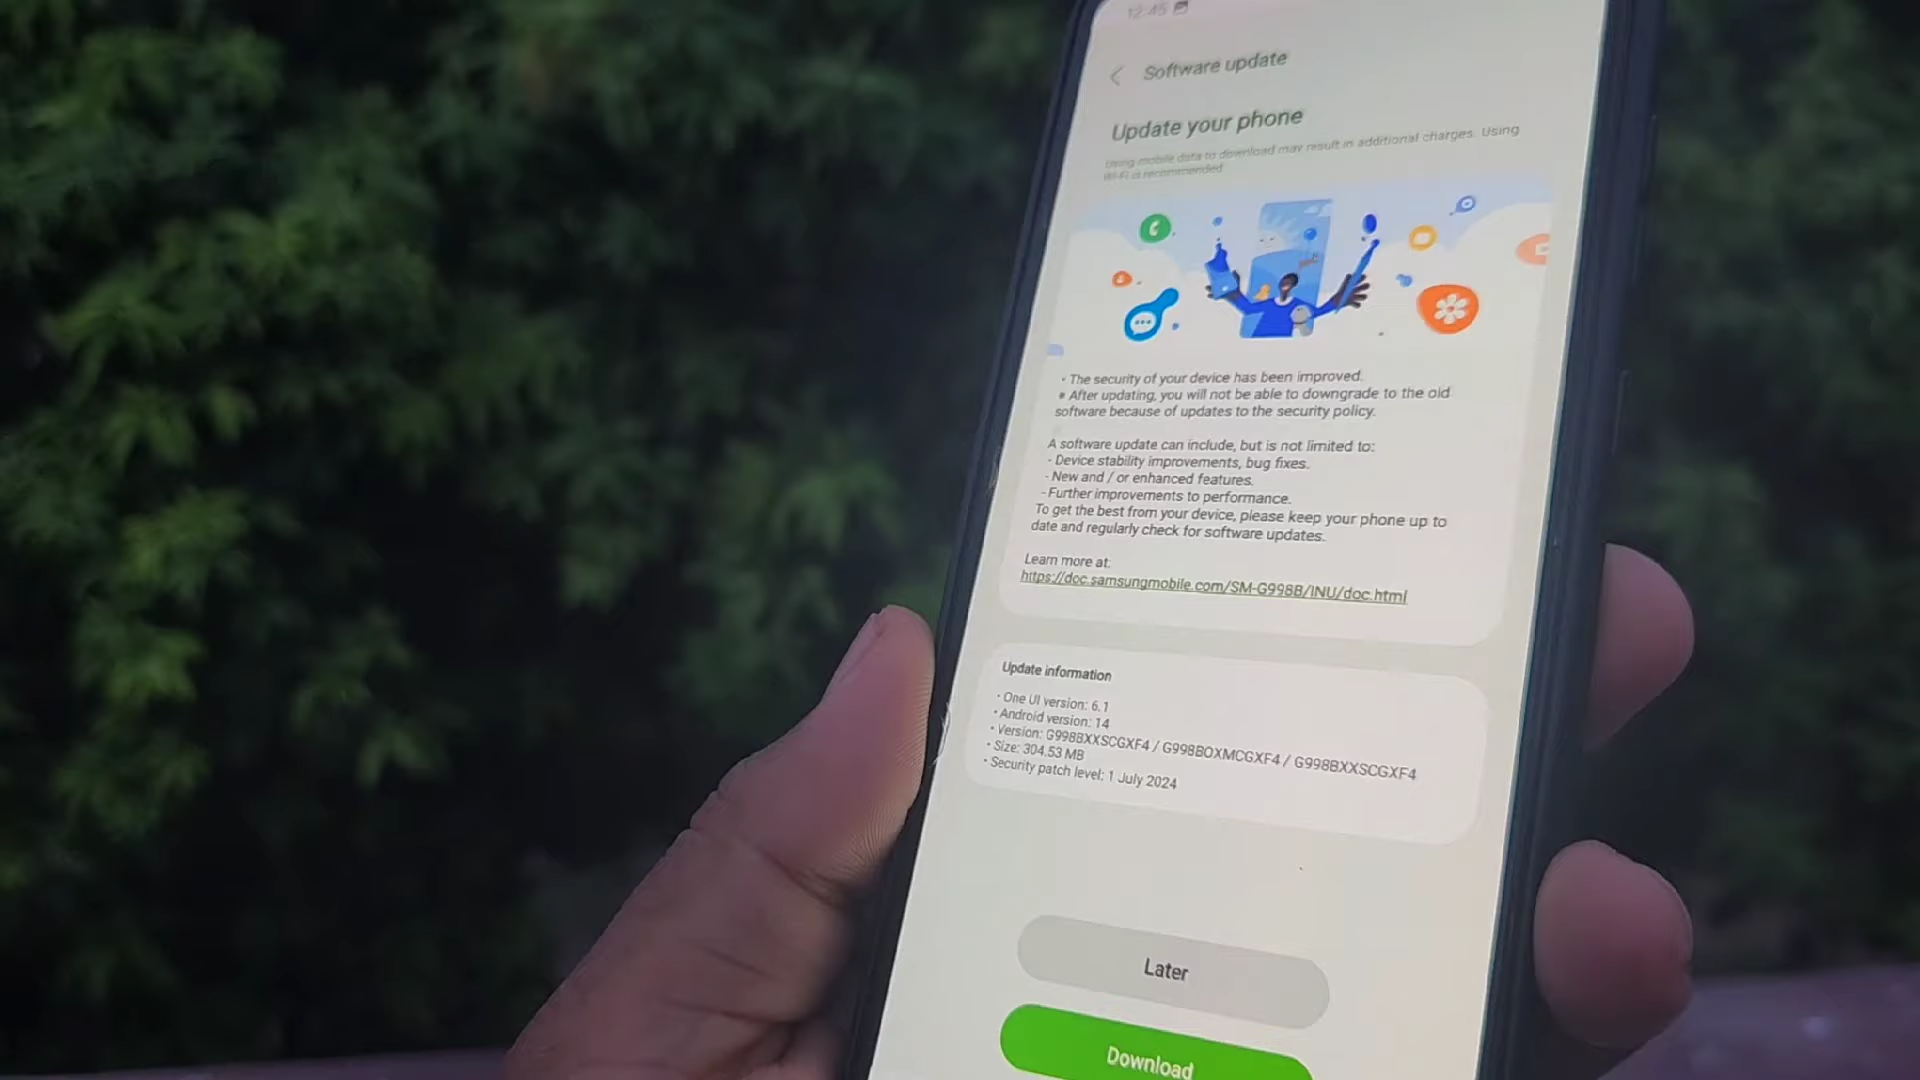 12:45
Software update
Update your phone
Using mobile data to download may result in additional charges. Using
Wi-Fi is recommended
• The security of your device has been improved.
※ After updating, you will not be able to downgrade to the old
software because of updates to the security policy.
A software update can include, but is not limited to:
- Device stability improvements, bug fixes.
- New and / or enhanced features.
- Further improvements to performance.
To get the best from your device, please keep your phone up to
date and regularly check for software updates.
Learn more at:
https://doc.samsungmobile.com/SM-G998B/INU/doc.html
Update information
• One UI version: 6.1
• Android version: 14
• Version: G998BXXSCGXF4 / G998BOXMCGXF4 / G998BXXSCGXF4
• Size: 304.53 MB
• Security patch level: 1 July 2024
Later
Download